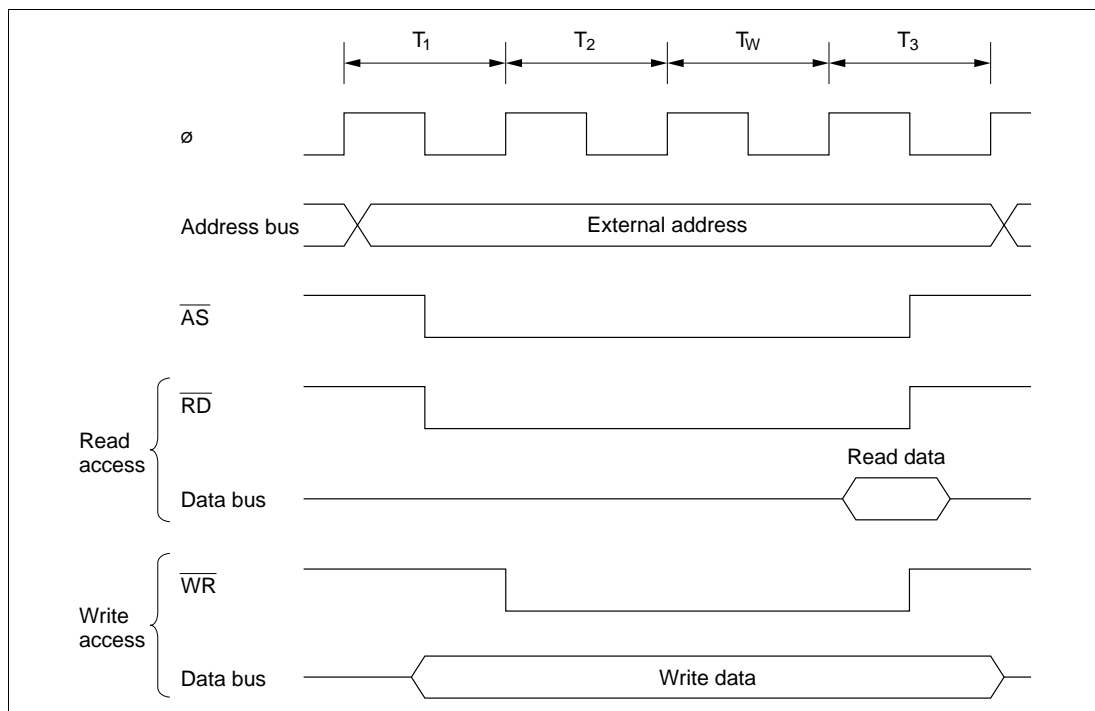 T1 T2 TW T3
ø
Address bus External address
AS
RD
Read access
Read data
Data bus
WR
Write access
Data bus Write data